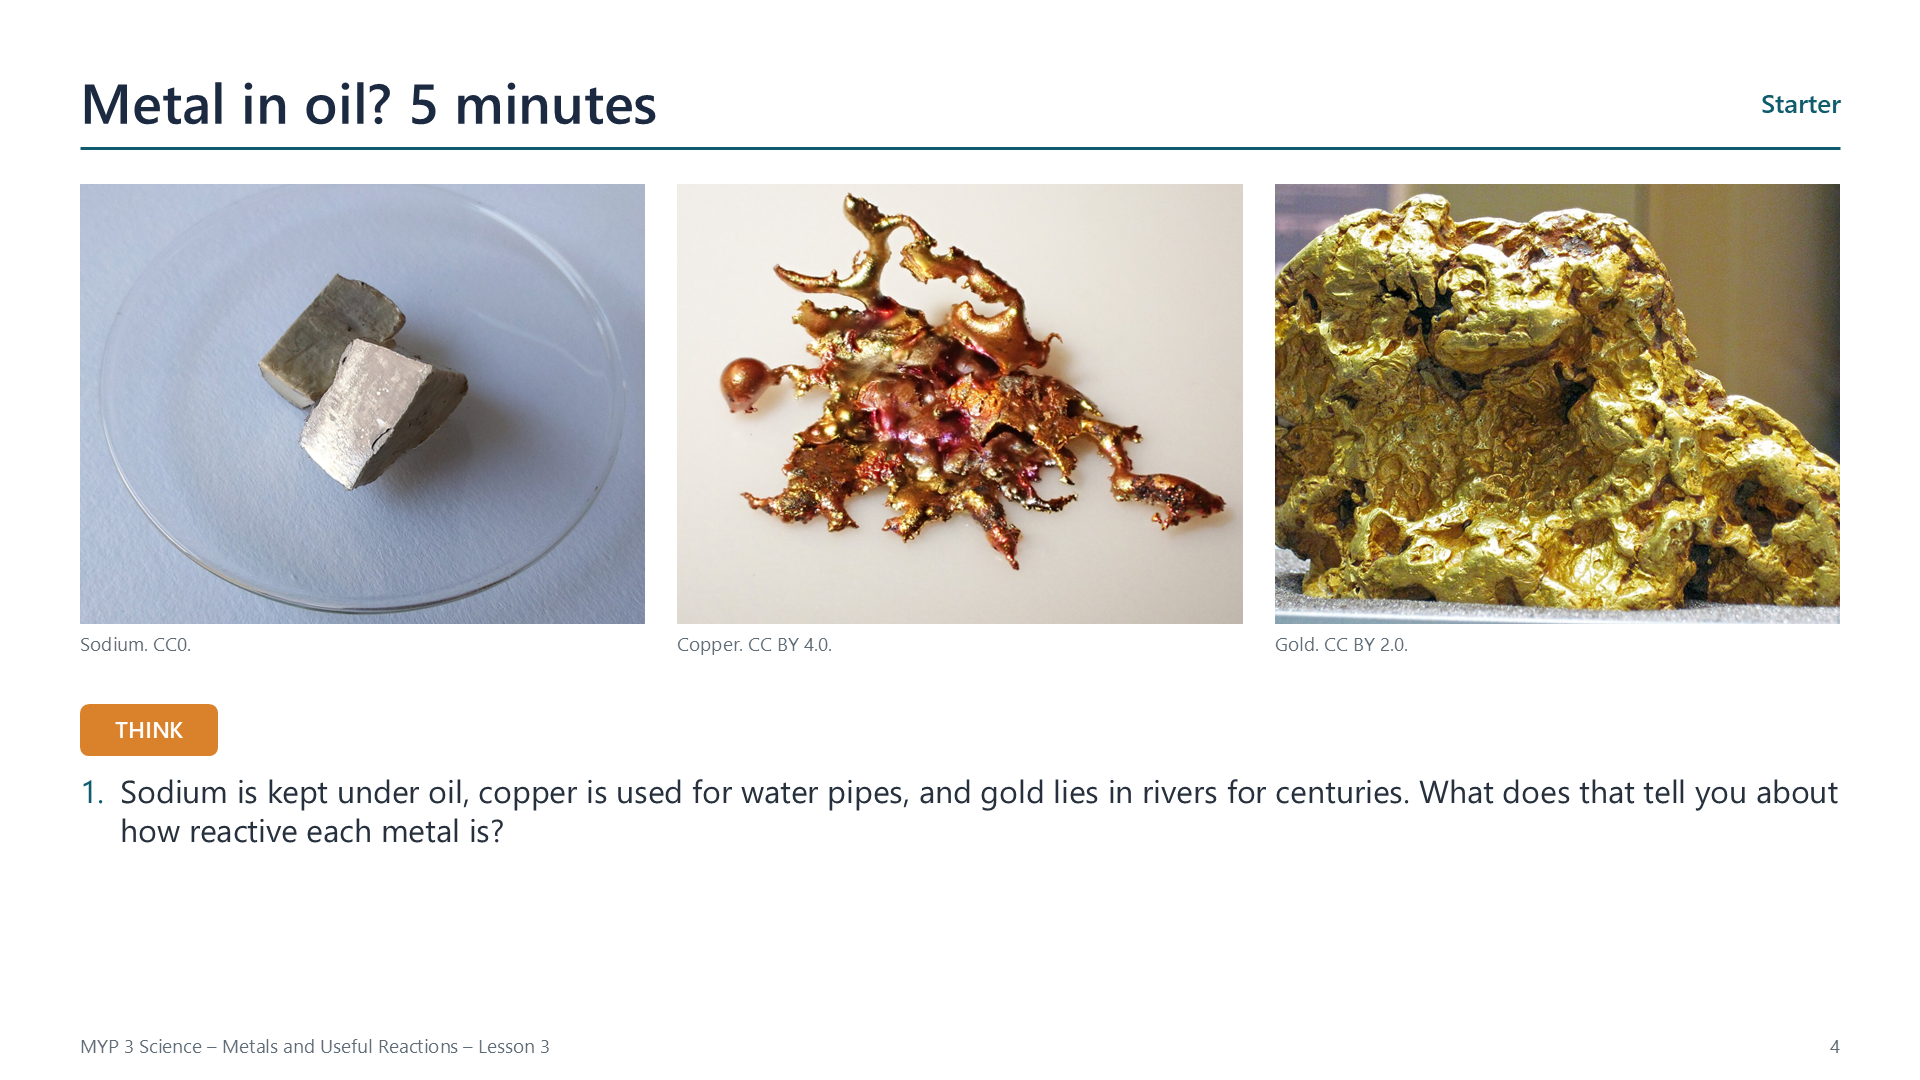 Metal in oil? 5 minutes
Starter
Sodium. CC0.
Copper. CC BY 4.0.
Gold. CC BY 2.0.
THINK
1. Sodium is kept under oil, copper is used for water pipes, and gold lies in rivers for centuries. What does that tell you about
how reactive each metal is?
MYP 3 Science – Metals and Useful Reactions – Lesson 3
4